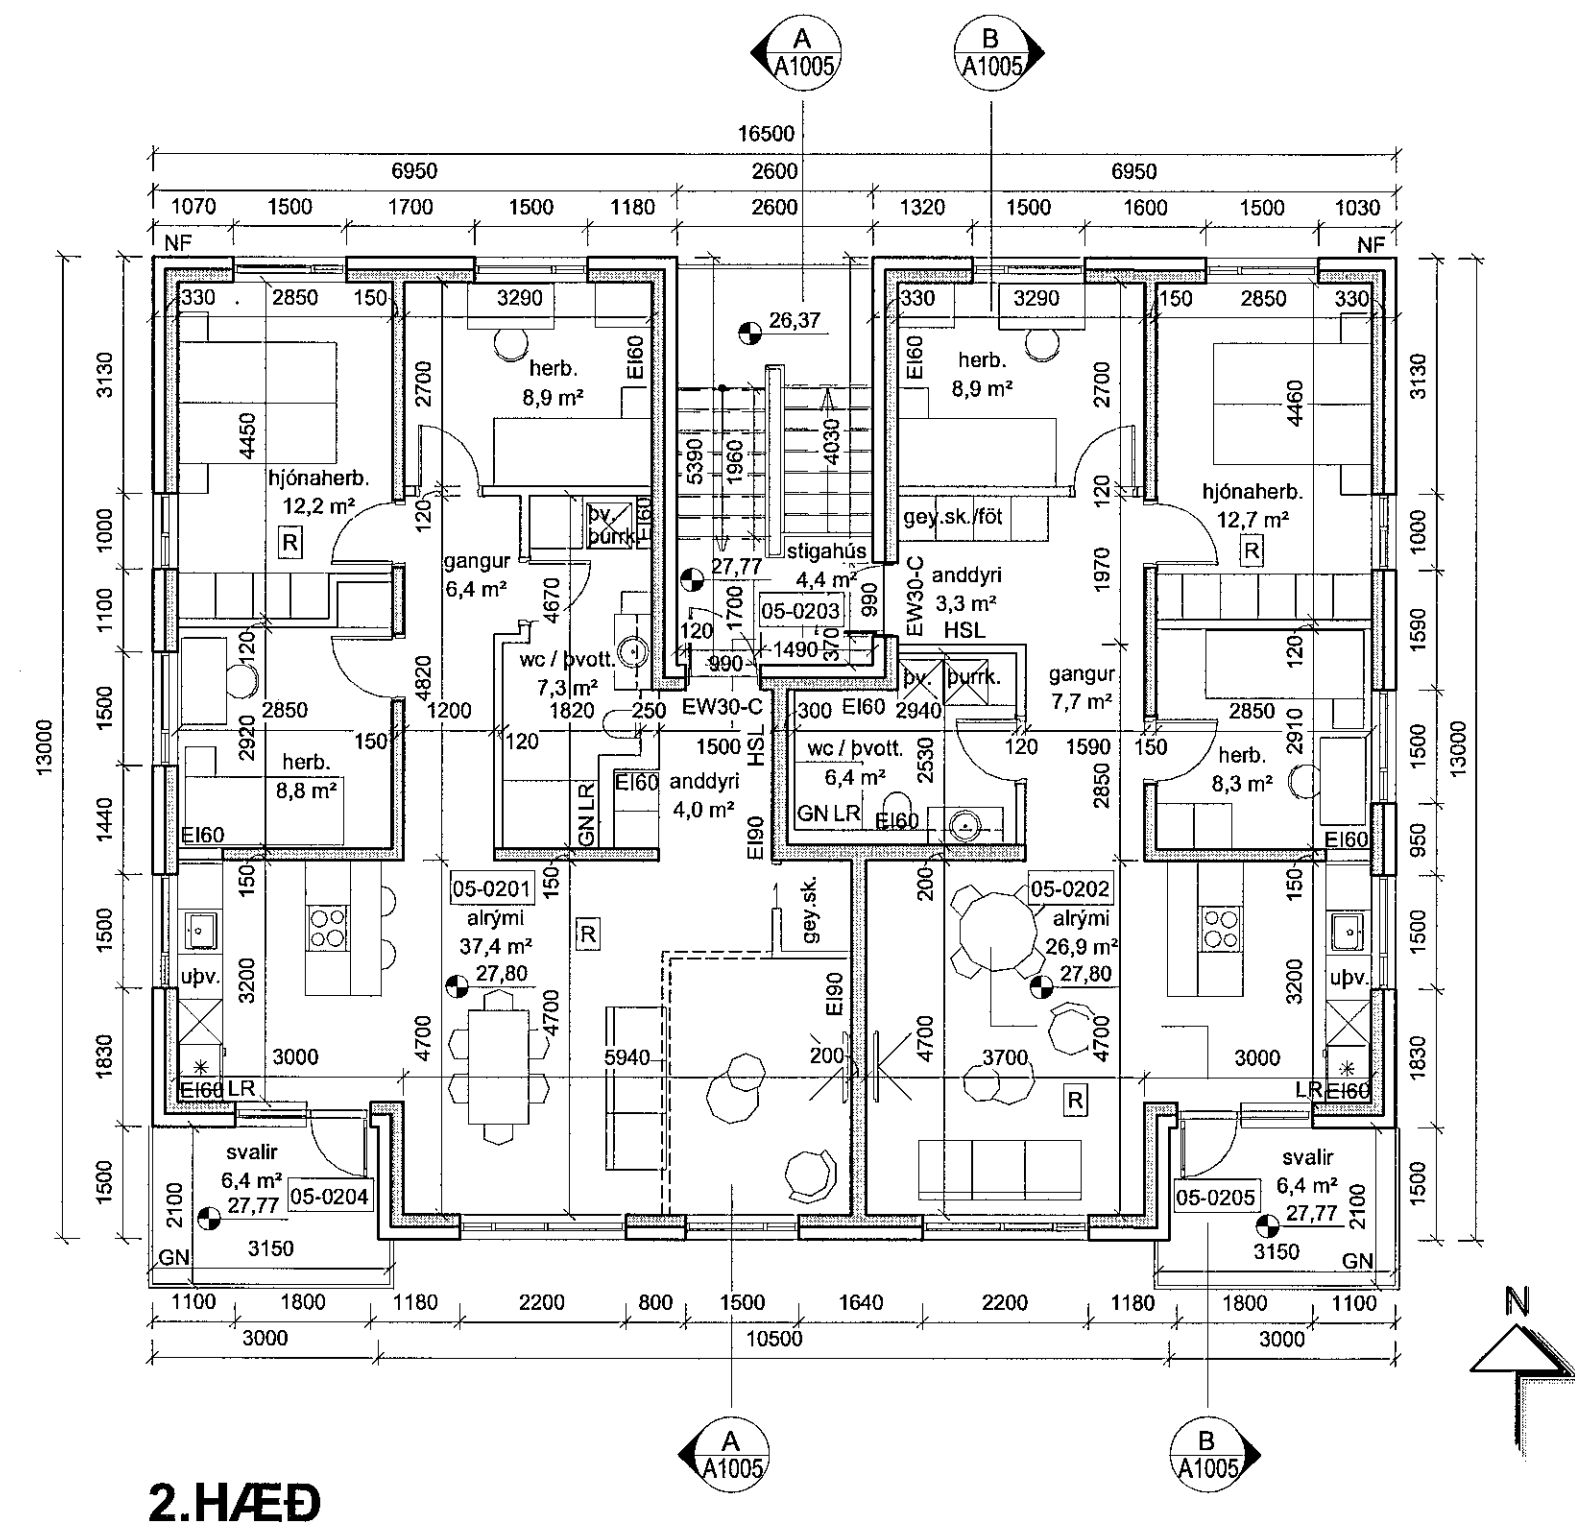 A
A1005
B
A1005
16500
6950
2600
6950
1070
1500
1700
1500
1180
2600
1320
1500
1600
1500
1030
NF
NF
330
2850
150
3290
330
3290
150
2850
330
26,37
herb.
8,9 m²
EI60
EI60
herb.
8,9 m²
3130
2700
2700
3130
4450
4460
5390
1960
4030
hjónaherb.
12,2 m²
R
120
þv.
þurrk.
EI60
gey.sk./föt
120
hjónaherb.
12,7 m²
R
1000
1000
gangur
6,4 m²
27,77
stigahús
4,4 m²
05-0203
990
EW30-C
anddyri
3,3 m²
HSL
1970
1100
4670
1700
1590
120
120
1490
370
990
120
wc / þvott.
7,3 m²
þv.
þurrk.
gangur
7,7 m²
4820
13000
1500
2850
1200
1820
250
EW30-C
300
EI60
2940
2850
1500
13000
2920
150
120
1500
HSL
wc / þvott.
6,4 m²
2530
120
1590
150
2910
herb.
8,8 m²
EI60
anddyri
4,0 m²
2850
herb.
8,3 m²
1440
EI60
GN LR
EI90
GN LR
EI60
EI60
950
150
05-0201
150
gey.sk.
200
05-0202
150
alrými
37,4 m²
27,80
R
alrými
26,9 m²
27,80
1500
1500
uþv.
uþv.
3200
EI90
3200
4700
4700
4700
4700
1830
3000
5940
200
3700
3000
1830
EI60
LR
R
LR
EI60
svalir
6,4 m²
27,77
05-0204
svalir
6,4 m²
27,77
05-0205
1500
2100
2100
1500
GN
3150
3150
GN
1100
1800
1180
2200
800
1500
1640
2200
1180
1800
1100
3000
10500
3000
N
A
A1005
B
A1005
2.HÆÐ